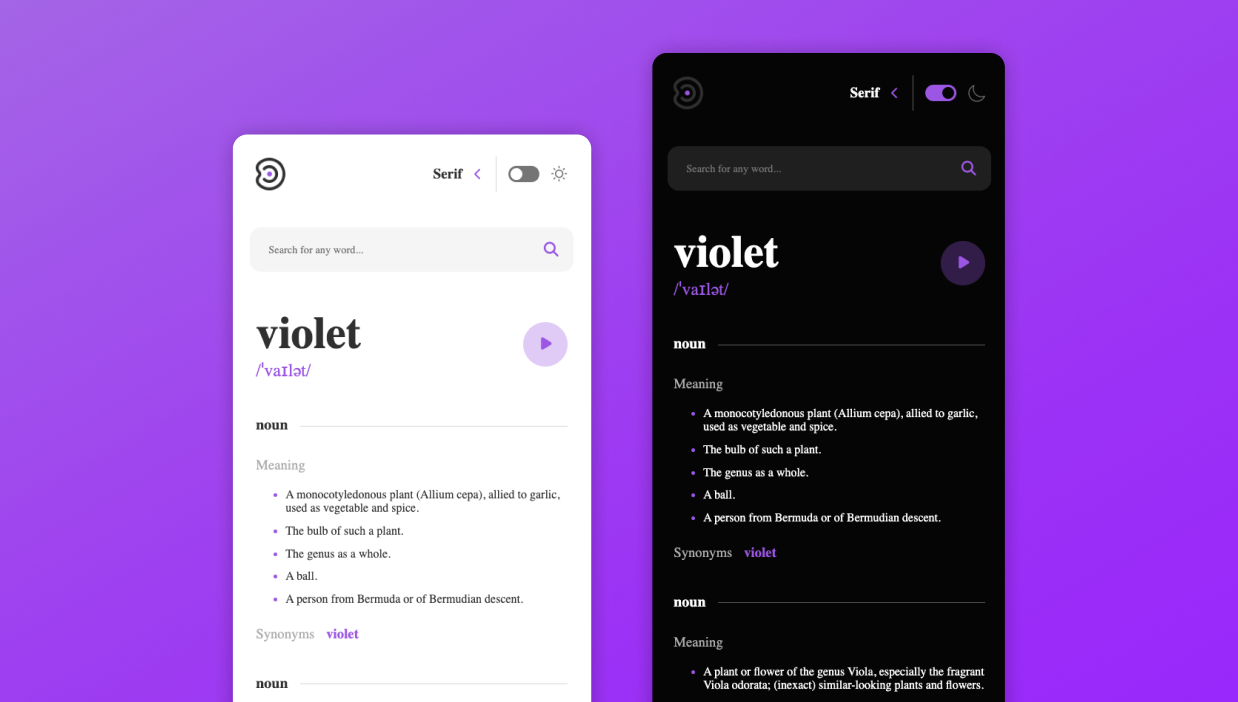 Serif
Search for any word...
violet
/ˈvaɪlət/
noun
Meaning
A monocotyledonous plant (Allium cepa), allied to garlic,
used as vegetable and spice.
The bulb of such a plant.
The genus as a whole.
A ball.
A person from Bermuda or of Bermudian descent.
Synonyms violet
noun
Serif
Search for any word...
violet
/ˈvaɪlət/
noun
Meaning
A monocotyledonous plant (Allium cepa), allied to garlic,
used as vegetable and spice.
The bulb of such a plant.
The genus as a whole.
A ball.
A person from Bermuda or of Bermudian descent.
Synonyms violet
noun
Meaning
A plant or flower of the genus Viola, especially the fragrant
Viola odorata; (inexact) similar-looking plants and flowers.